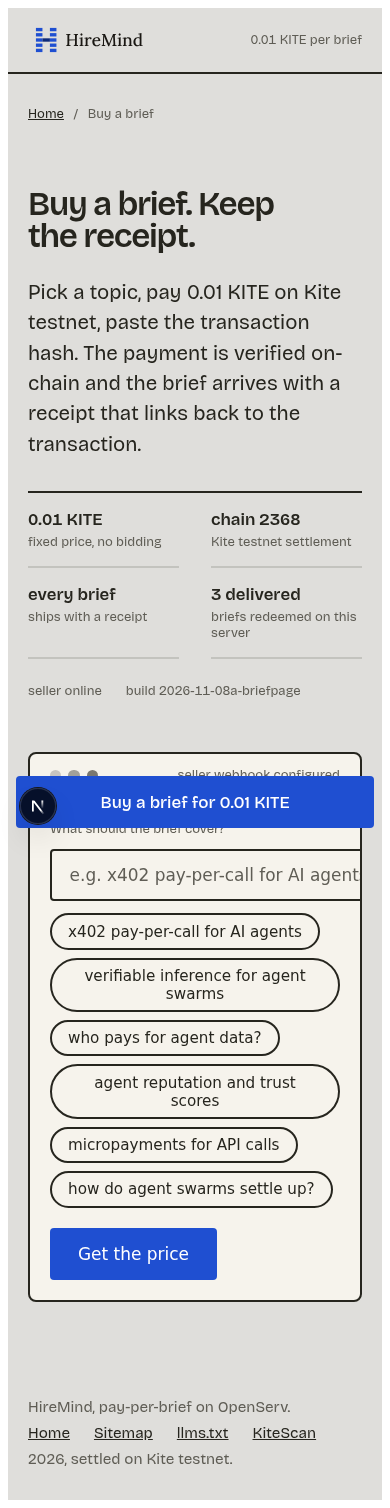 HireMind
0.01 KITE per brief
Home / Buy a brief
Buy a brief. Keep
the receipt.
Pick a topic, pay 0.01 KITE on Kite
testnet, paste the transaction
hash. The payment is verified on-
chain and the brief arrives with a
receipt that links back to the
transaction.
0.01 KITE
fixed price, no bidding
chain 2368
Kite testnet settlement
every brief
ships with a receipt
3 delivered
briefs redeemed on this
server
seller online
build 2026-11-08a-briefpage
seller webhook configured
N
Buy a brief for 0.01 KITE
What should the brief cover?
e.g. x402 pay-per-call for AI agent
x402 pay-per-call for AI agents
verifiable inference for agent
swarms
who pays for agent data?
agent reputation and trust
scores
micropayments for API calls
how do agent swarms settle up?
Get the price
HireMind, pay-per-brief on OpenServ.
Home Sitemap llms.txt KiteScan
2026, settled on Kite testnet.